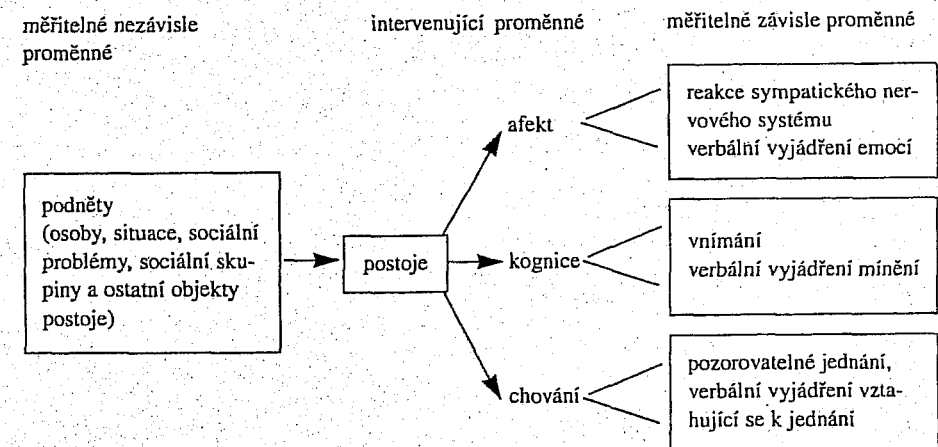 měřitelné nezávisle
proměnné
intervenující proměnné
měřitelné závisle proměnné
podněty
(osoby, situace, sociální
problémy, sociální sku-
piny a ostatní objekty
postoje)
postoje
afekt
kognice
chování
reakce sympatického ner-
vového systému
verbální vyjádření emocí
vnímání
verbální vyjádření mínění
pozorovatelné jednání,
verbální vyjádření vzta-
hující se k jednáni